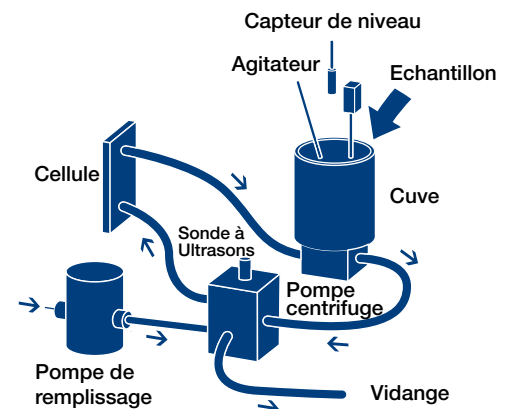 Capteur de niveau
Agitateur
Echantillon
Cellule
Cuve
Sonde à
Ultrasons
Pompe
centrifuge
Pompe de
remplissage
Vidange